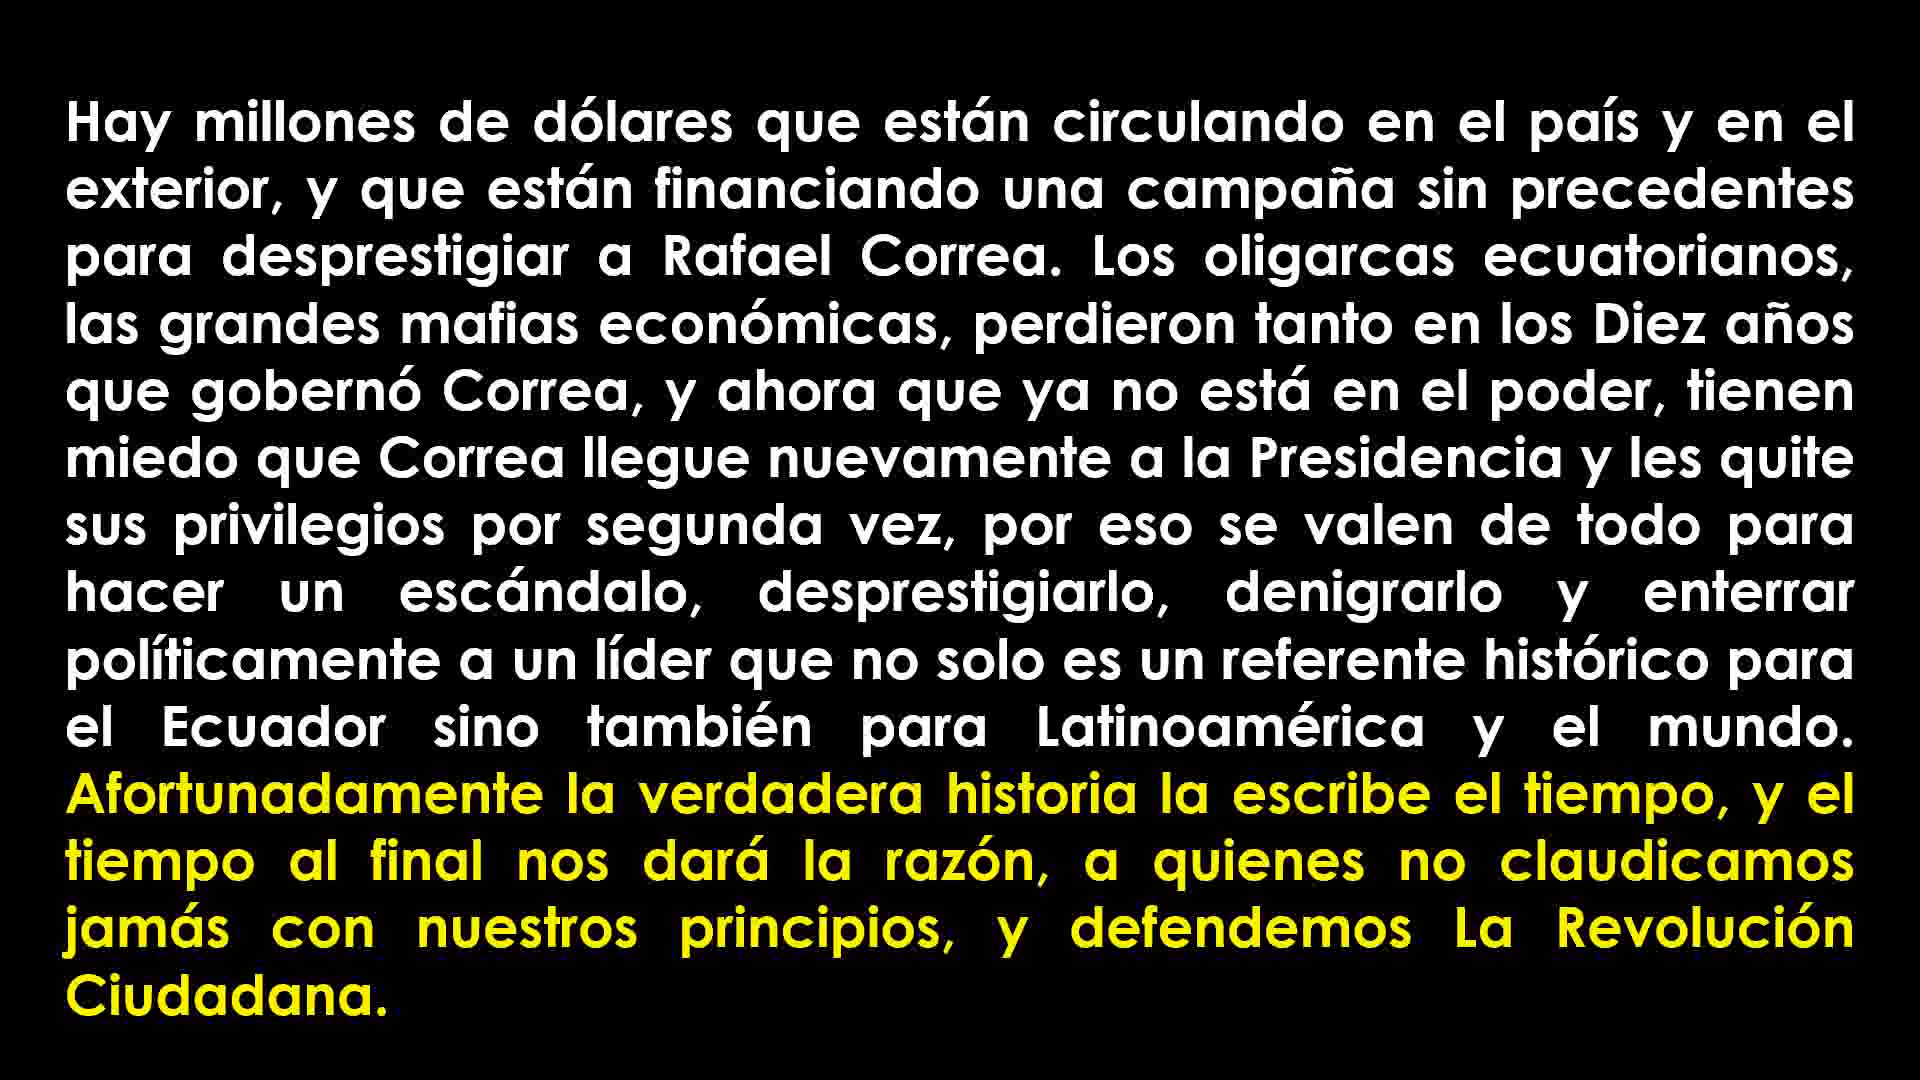 Hay millones de dólares que están circulando en el país y en el
exterior, y que están financiando una campaña sin precedentes
para desprestigiar a Rafael Correa. Los oligarcas ecuatorianos,
las grandes mafias económicas, perdieron tanto en los Diez años
que gobernó Correa, y ahora que ya no está en el poder, tienen
miedo que Correa llegue nuevamente a la Presidencia y les quite
sus privilegios por segunda vez, por eso se valen de todo para
hacer un escándalo, desprestigiarlo, denigrarlo y enterrar
políticamente a un líder que no solo es un referente histórico para
el Ecuador sino también para Latinoamérica y el mundo.
Afortunadamente la verdadera historia la escribe el tiempo, y el
tiempo al final nos dará la razón, a quienes no claudicamos
jamás con nuestros principios, y defendemos La Revolución
Ciudadana.